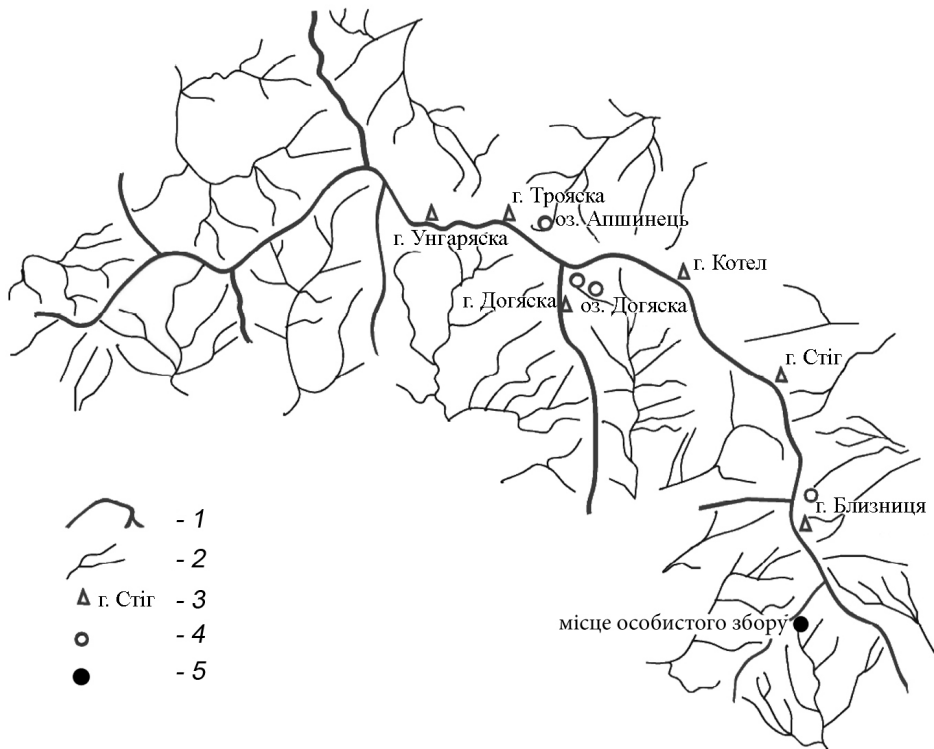 г. Трояска
оз. Апшинець
г. Унгаряска
г. Котел
г. Догяска
оз. Догяска
г. Стіг
г. Близниця
місце особистого збору
- 1
- 2
г. Стіг - 3
- 4
- 5